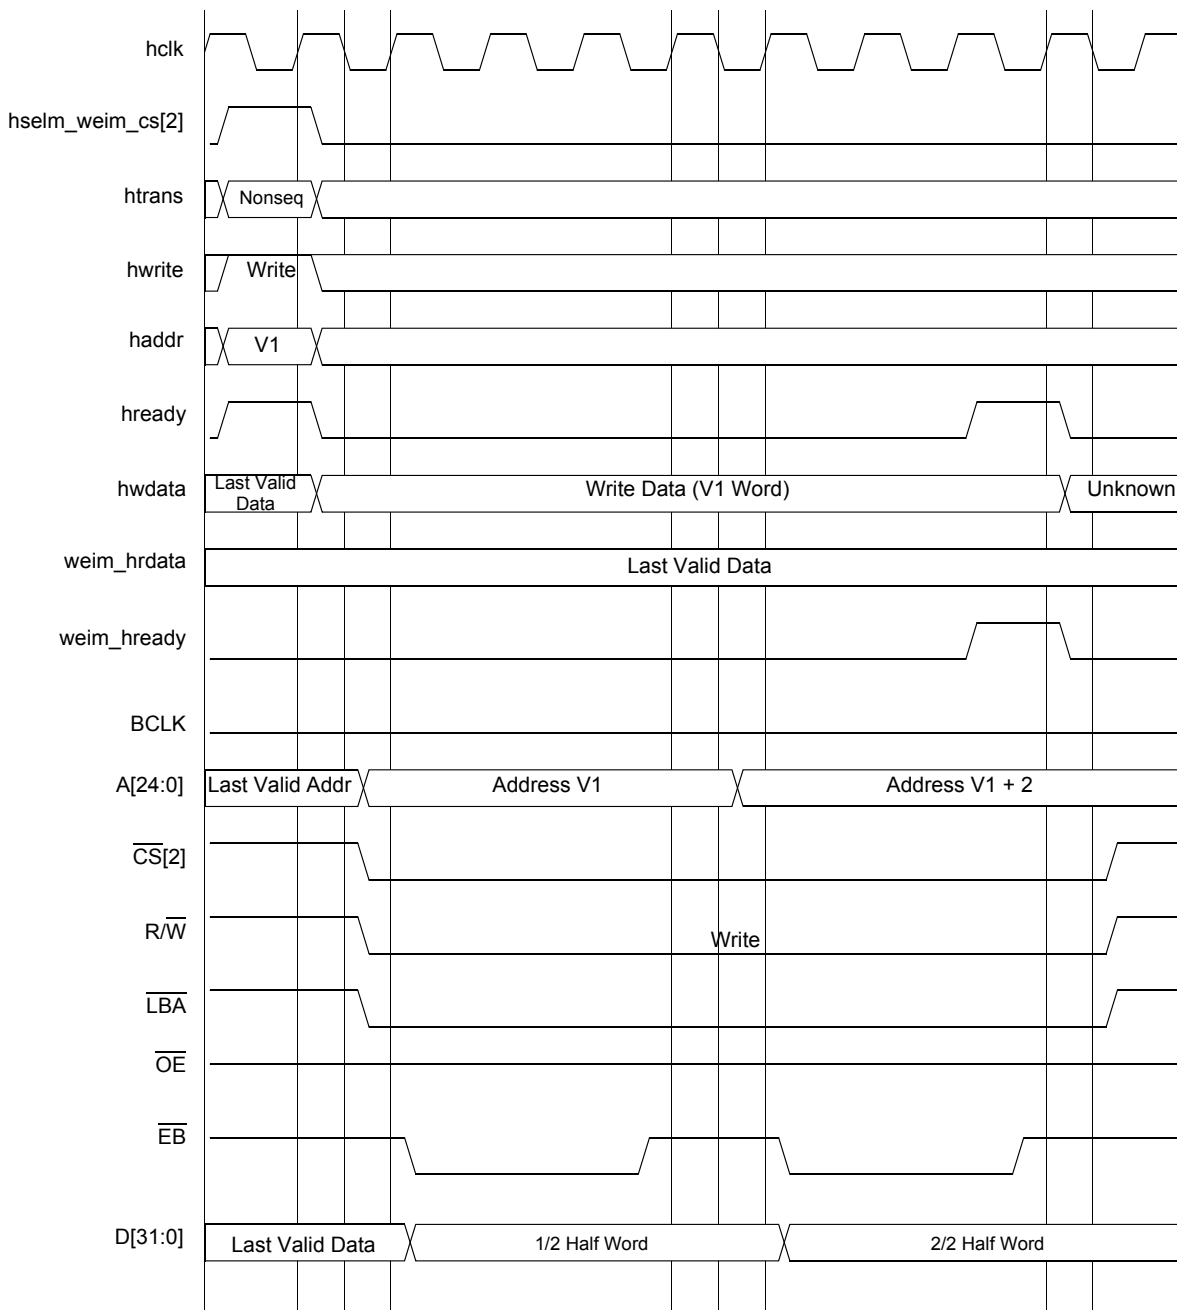 hclk
hselm_weim_cs[2]
htrans Nonseq
hwrite Write
haddr V1
hready
hwdata Last Valid Data Write Data (V1 Word) Unknown
weim_hrdata Last Valid Data
weim_hready
BCLK
A[24:0] Last Valid Addr Address V1 Address V1 + 2
CS[2]
R/W Write
LBA
OE
EB
D[31:0] Last Valid Data 1/2 Half Word 2/2 Half Word